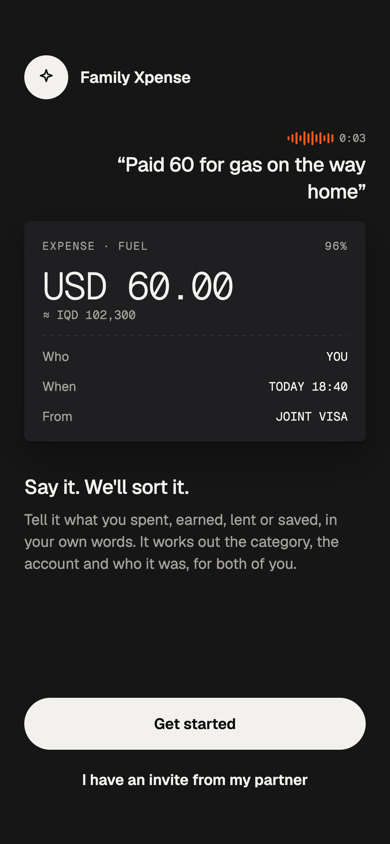 Family Xpense
0:03
“Paid 60 for gas on the way
home”
EXPENSE · FUEL 96%
USD 60.00
≈ IQD 102,300
Who YOU
When TODAY 18:40
From JOINT VISA
Say it. We'll sort it.
Tell it what you spent, earned, lent or saved, in
your own words. It works out the category, the
account and who it was, for both of you.
Get started
I have an invite from my partner